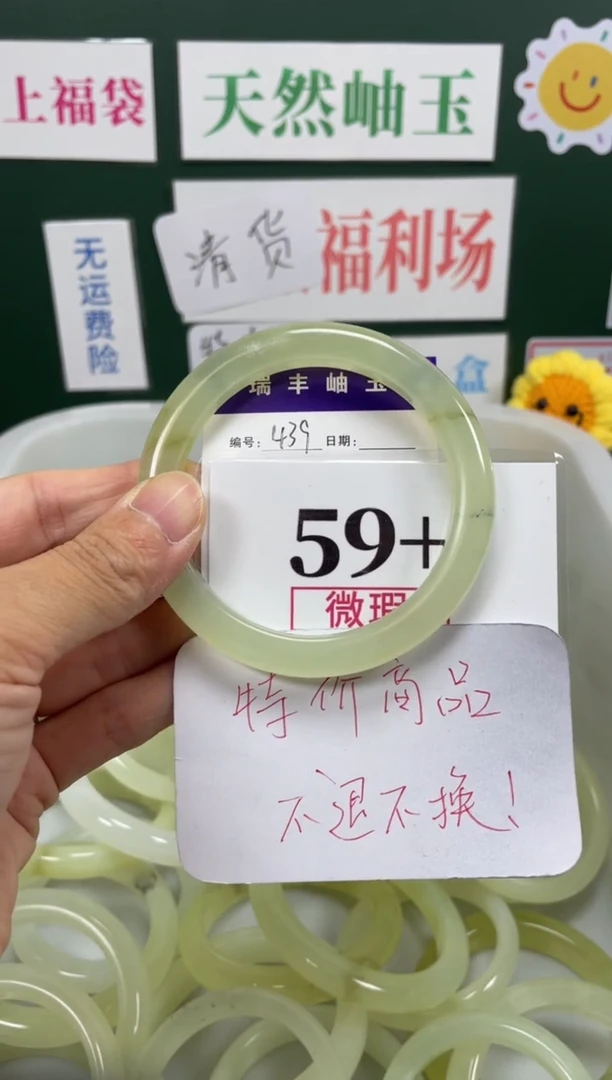 上福袋
天然岫玉
清货 福利场
无运费险
盒
瑞丰岫玉
编号: 439 日期:
59+
微瑕
特价商品
不退不换!